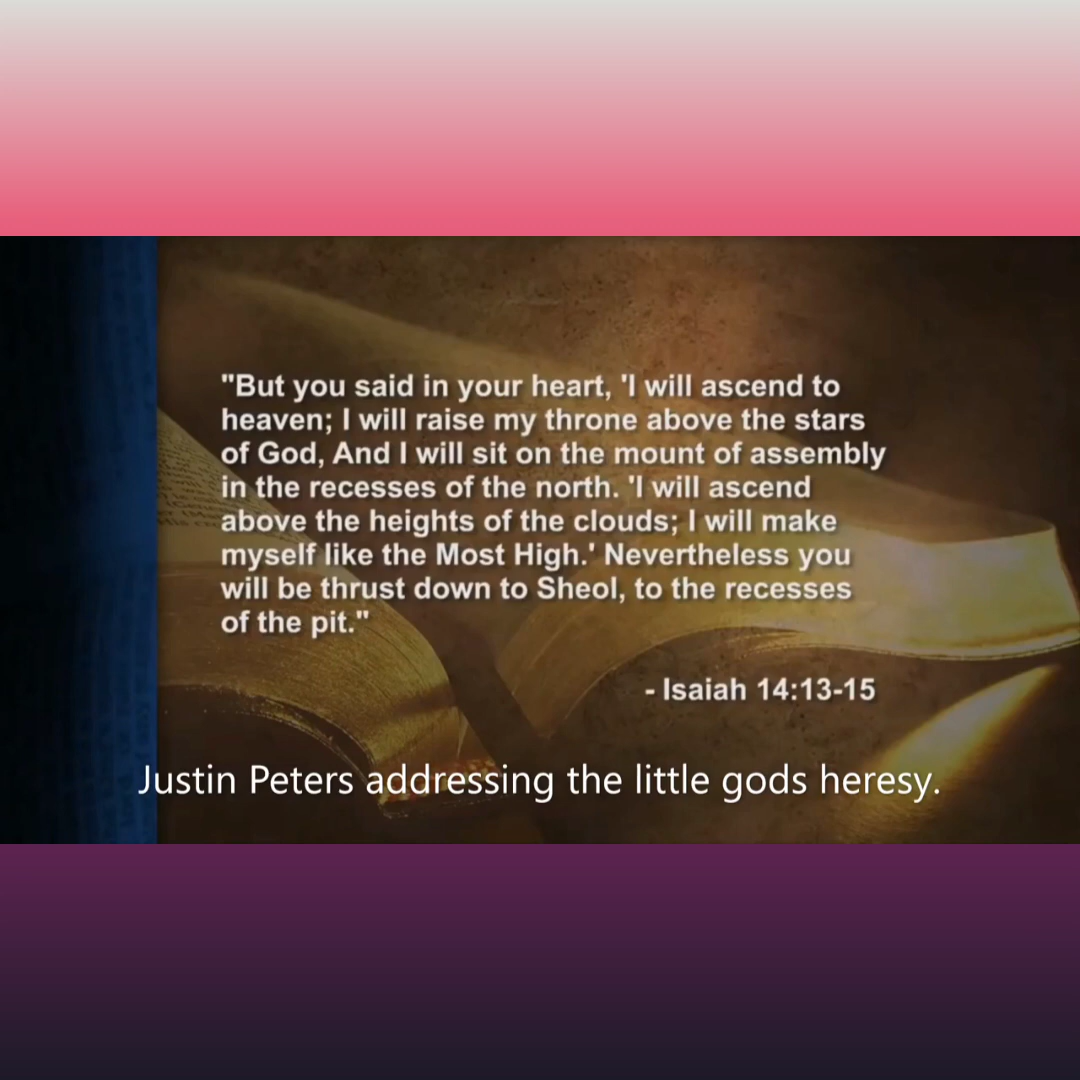 "But you said in your heart, 'I will ascend to
heaven; I will raise my throne above the stars
of God, And I will sit on the mount of assembly
in the recesses of the north. 'I will ascend
above the heights of the clouds; I will make
myself like the Most High.' Nevertheless you
will be thrust down to Sheol, to the recesses
of the pit."
- Isaiah 14:13-15
Justin Peters addressing the little gods heresy.